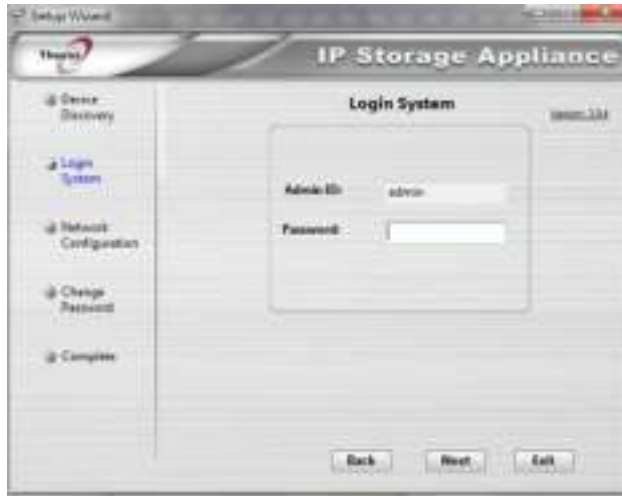 Setup Wizard
Thecus
IP Storage Appliance
Device
Discovery
Login
System
Network
Configuration
Change
Password
Complete
Login System
Admin ID:
admin
Password:
Back
Next
Exit